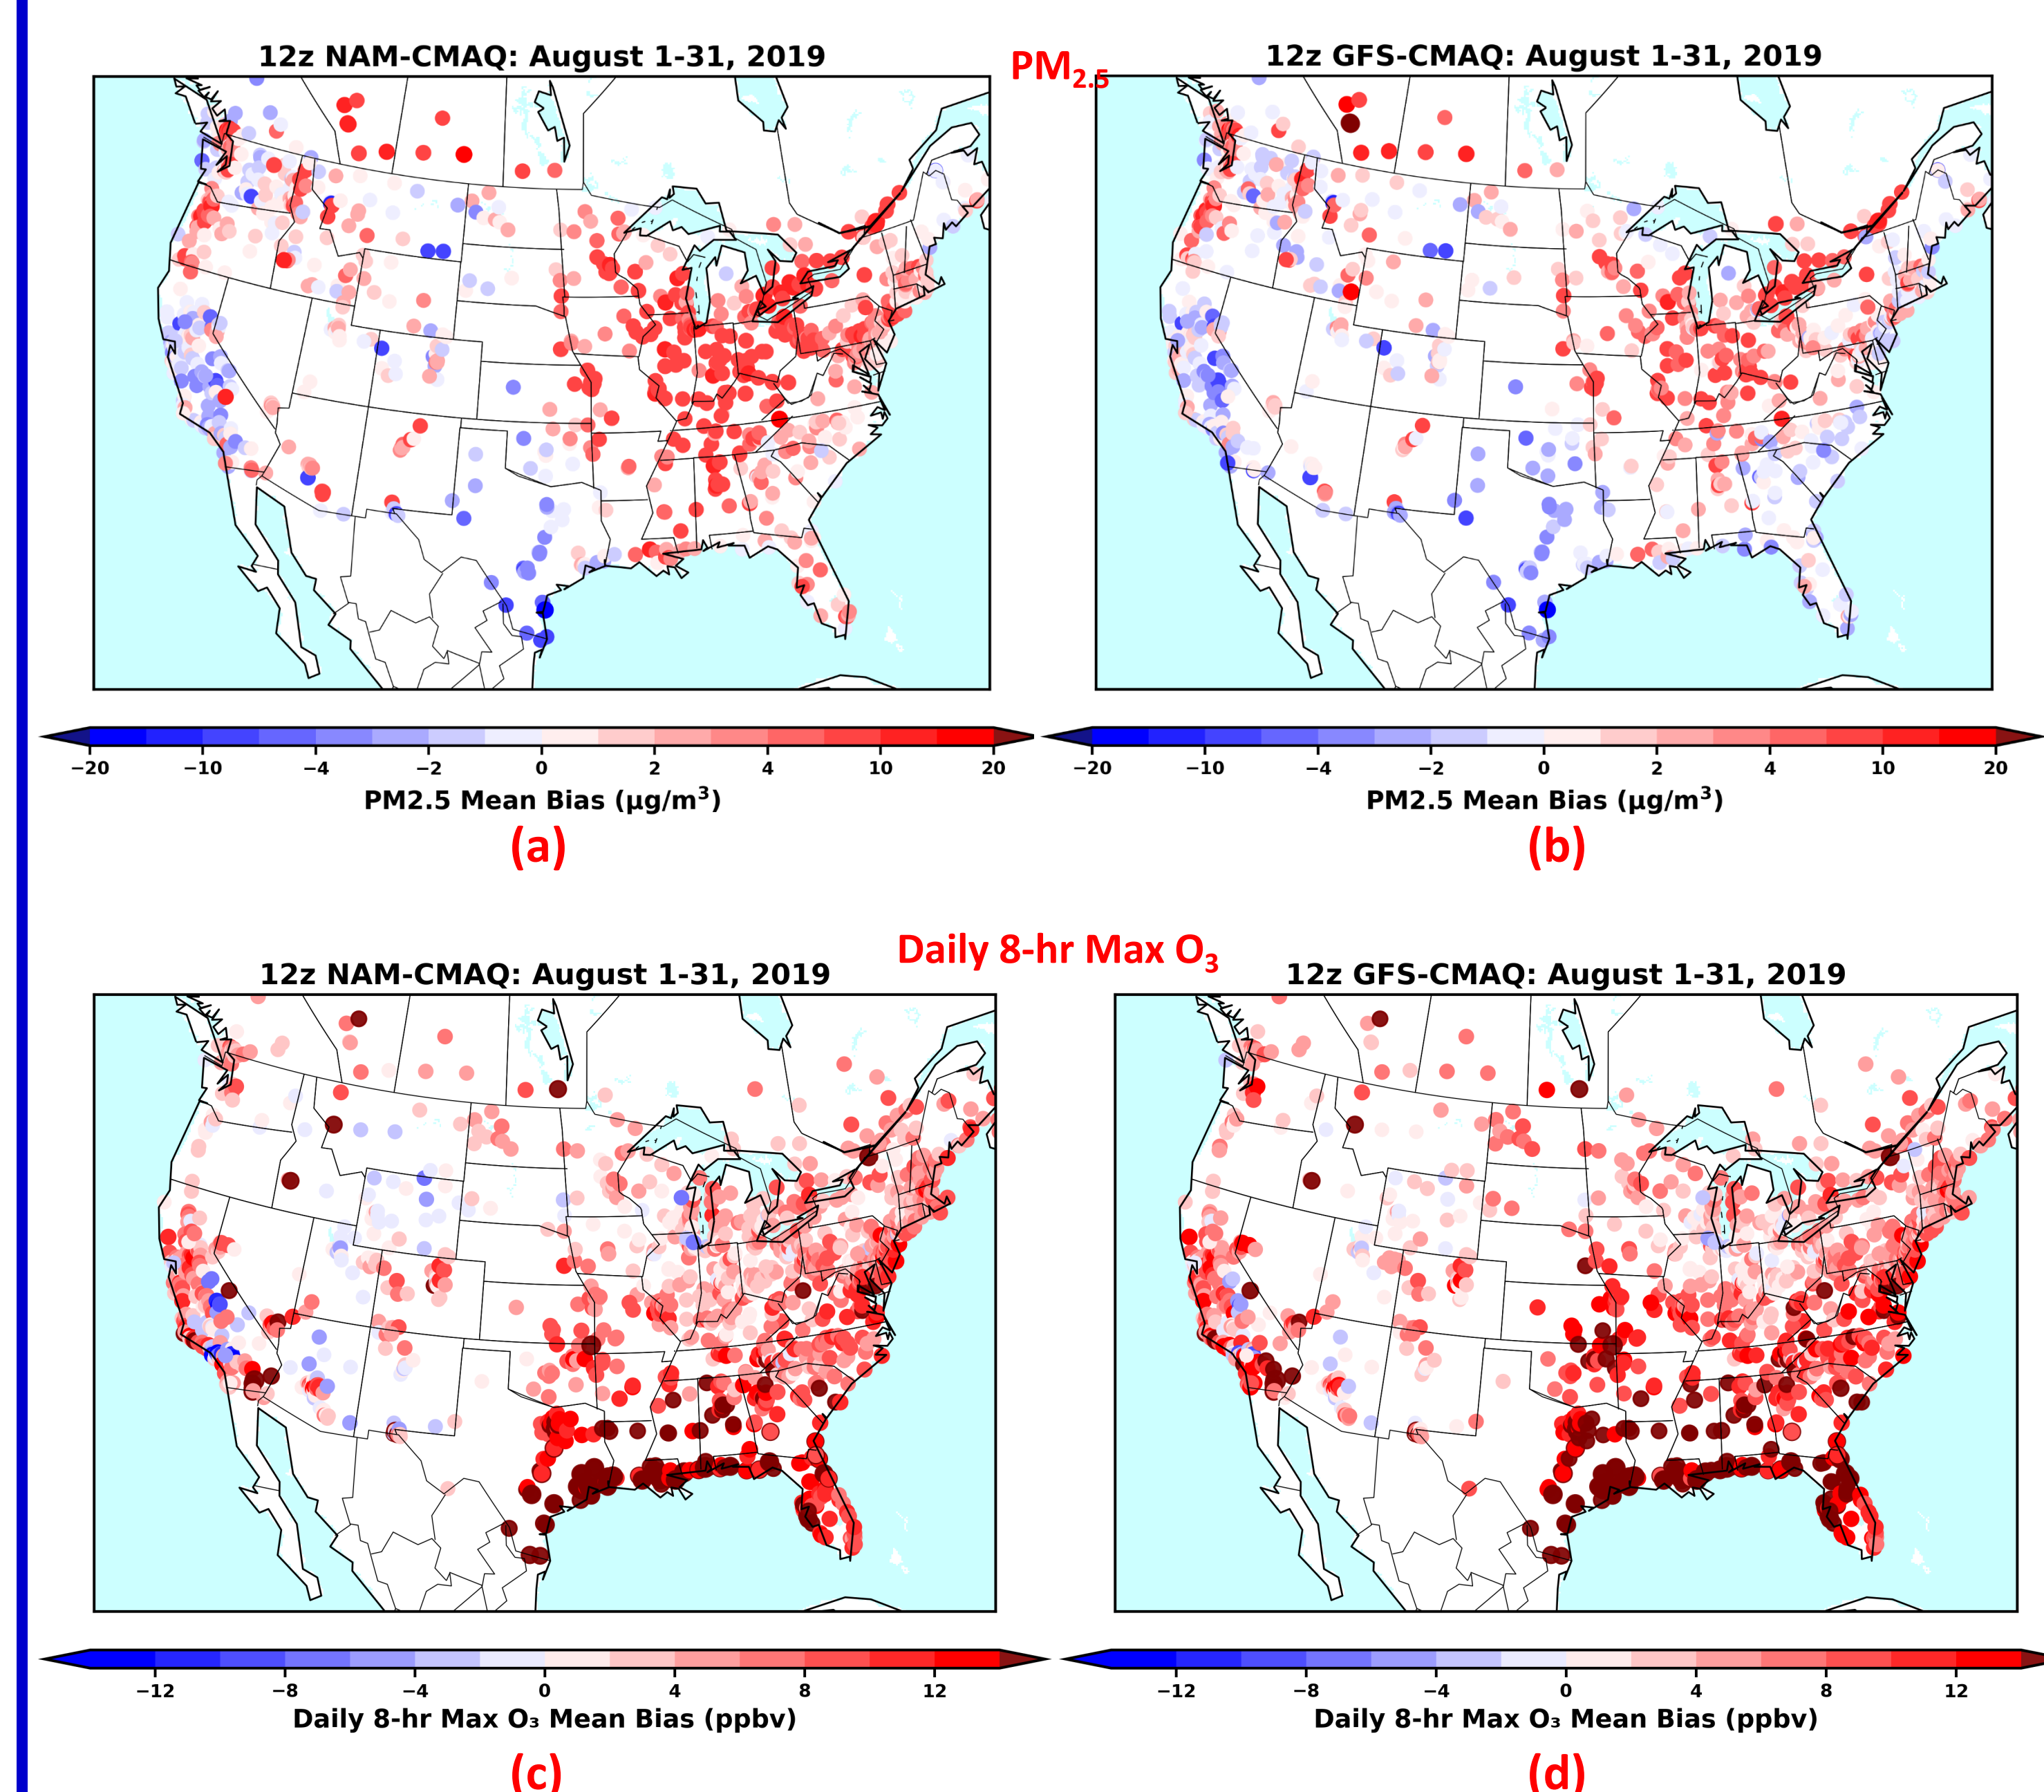 PM2.5
12z NAM-CMAQ: August 1-31, 2019
12z GFS-CMAQ: August 1-31, 2019
−20 −10 −4 −2 0 2 4 10 20
PM2.5 Mean Bias (μg/m³)
(a)
−20 −10 −4 −2 0 2 4 10 20
PM2.5 Mean Bias (μg/m³)
(b)
Daily 8-hr Max O3
12z NAM-CMAQ: August 1-31, 2019
12z GFS-CMAQ: August 1-31, 2019
−12 −8 −4 0 4 8 12
Daily 8-hr Max O₃ Mean Bias (ppbv)
(c)
−12 −8 −4 0 4 8 12
Daily 8-hr Max O₃ Mean Bias (ppbv)
(d)